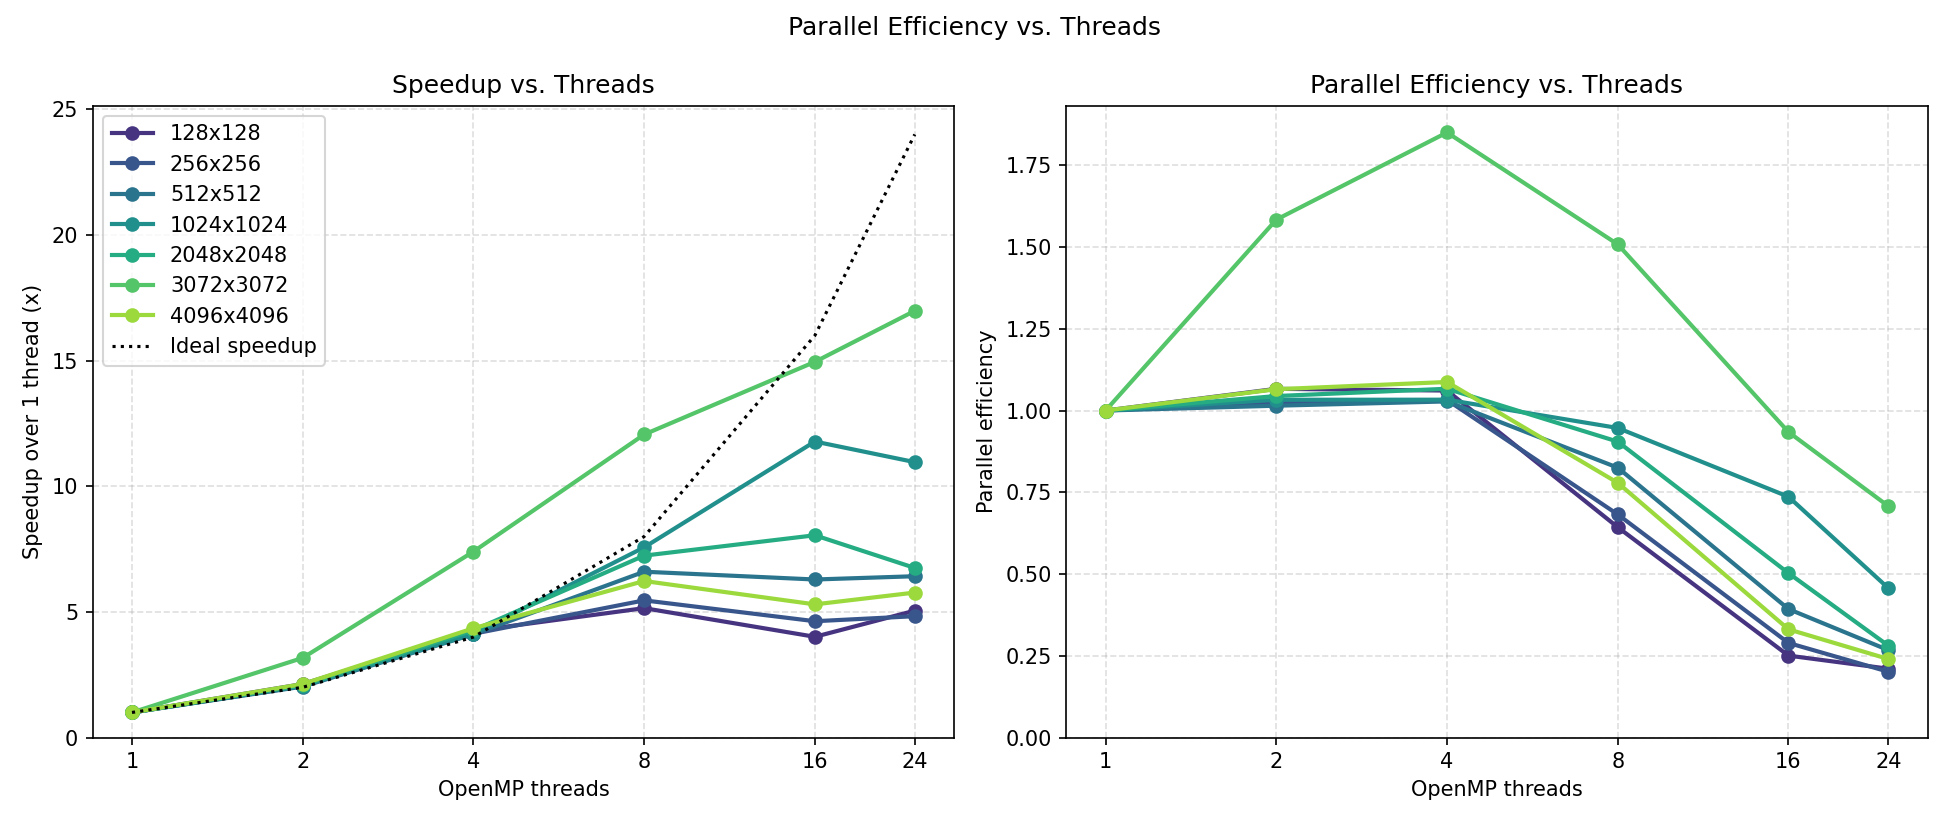 Parallel Efficiency vs. Threads
Speedup vs. Threads
25
20
15
10
5
0
Speedup over 1 thread (x)
128x128
256x256
512x512
1024x1024
2048x2048
3072x3072
4096x4096
Ideal speedup
1 2 4 8 16 24
OpenMP threads
Parallel Efficiency vs. Threads
1.75
1.50
1.25
1.00
0.75
0.50
0.25
0.00
Parallel efficiency
1 2 4 8 16 24
OpenMP threads